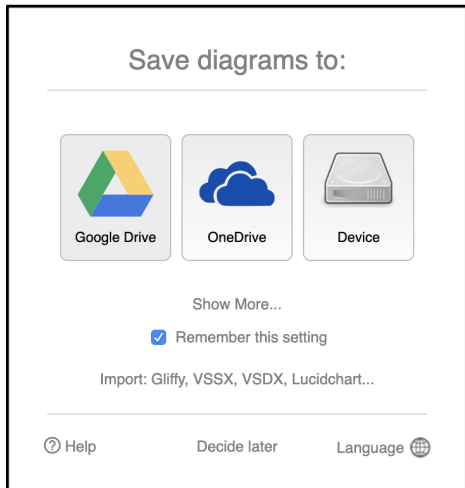 Save diagrams to:
Google Drive OneDrive Device
Show More...
Remember this setting
Import: Gliffy, VSSX, VSDX, Lucidchart...
Help Decide later Language